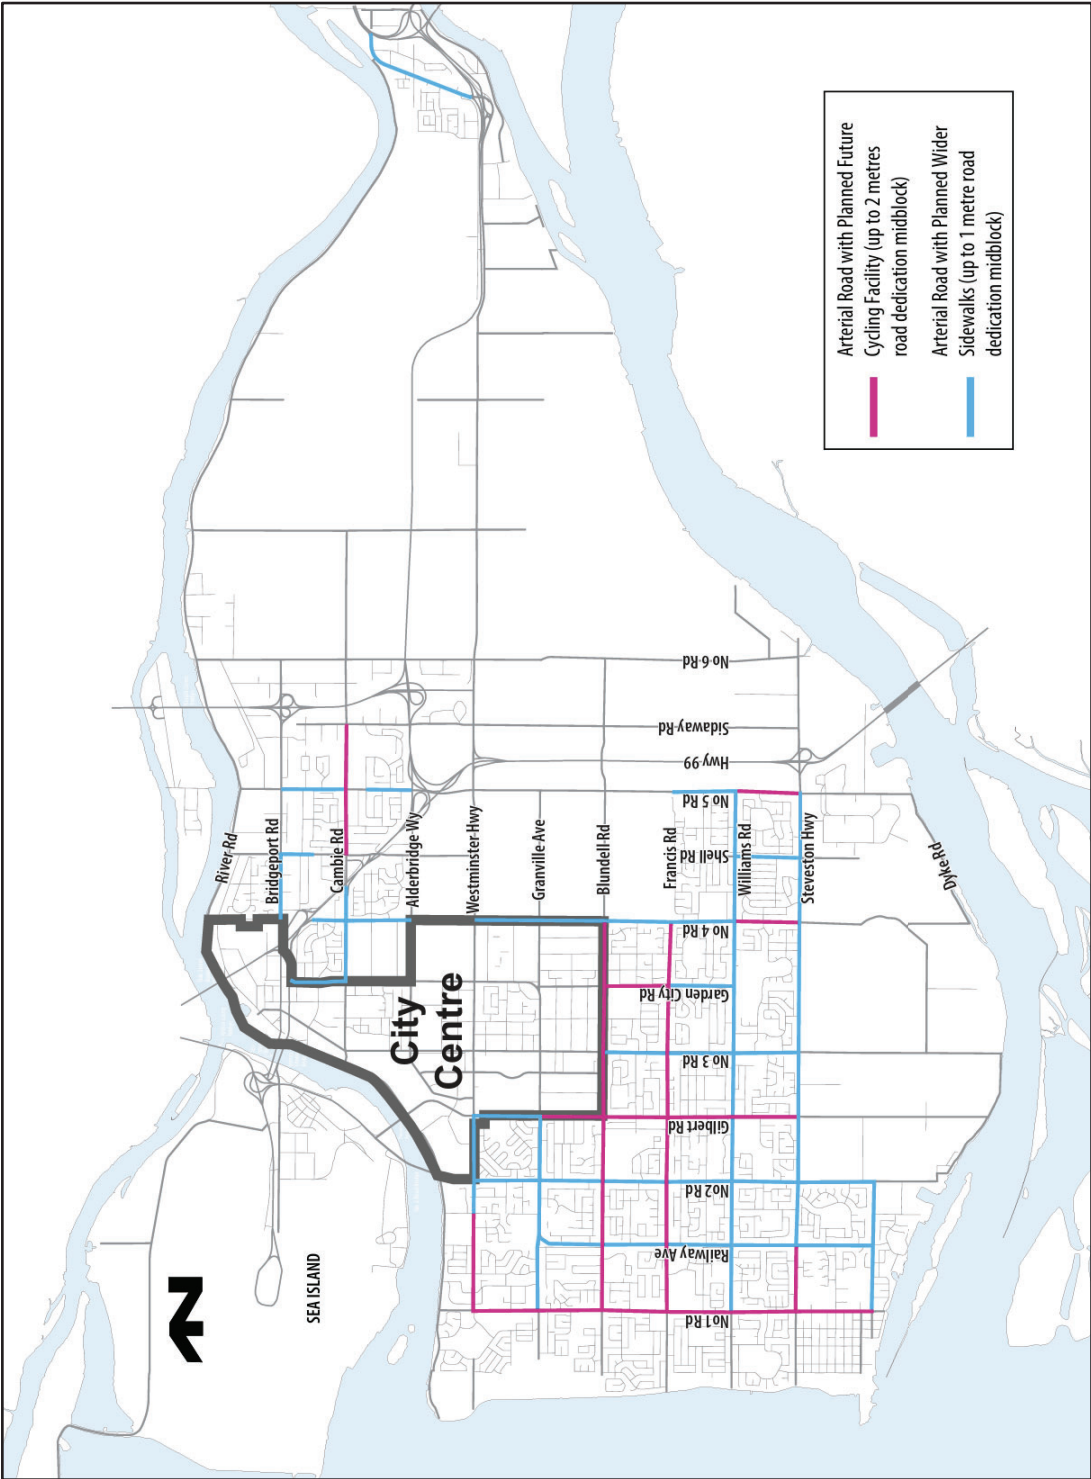 River Rd
Bridgeport Rd
Cambie Rd
Alderbridge Wy
Westminster Hwy
Granville Ave
Blundell Rd
Francis Rd
Williams Rd
Steveston Hwy
Dyke Rd
No 6 Rd
Sidaway Rd
Hwy 99
No 5 Rd
Shell Rd
No 4 Rd
Garden City Rd
No 3 Rd
Gilbert Rd
No2 Rd
Railway Ave
No1 Rd
City
Centre
SEA ISLAND
N
Arterial Road with Planned Future
Cycling Facility (up to 2 metres
road dedication midblock)
Arterial Road with Planned Wider
Sidewalks (up to 1 metre road
dedication midblock)